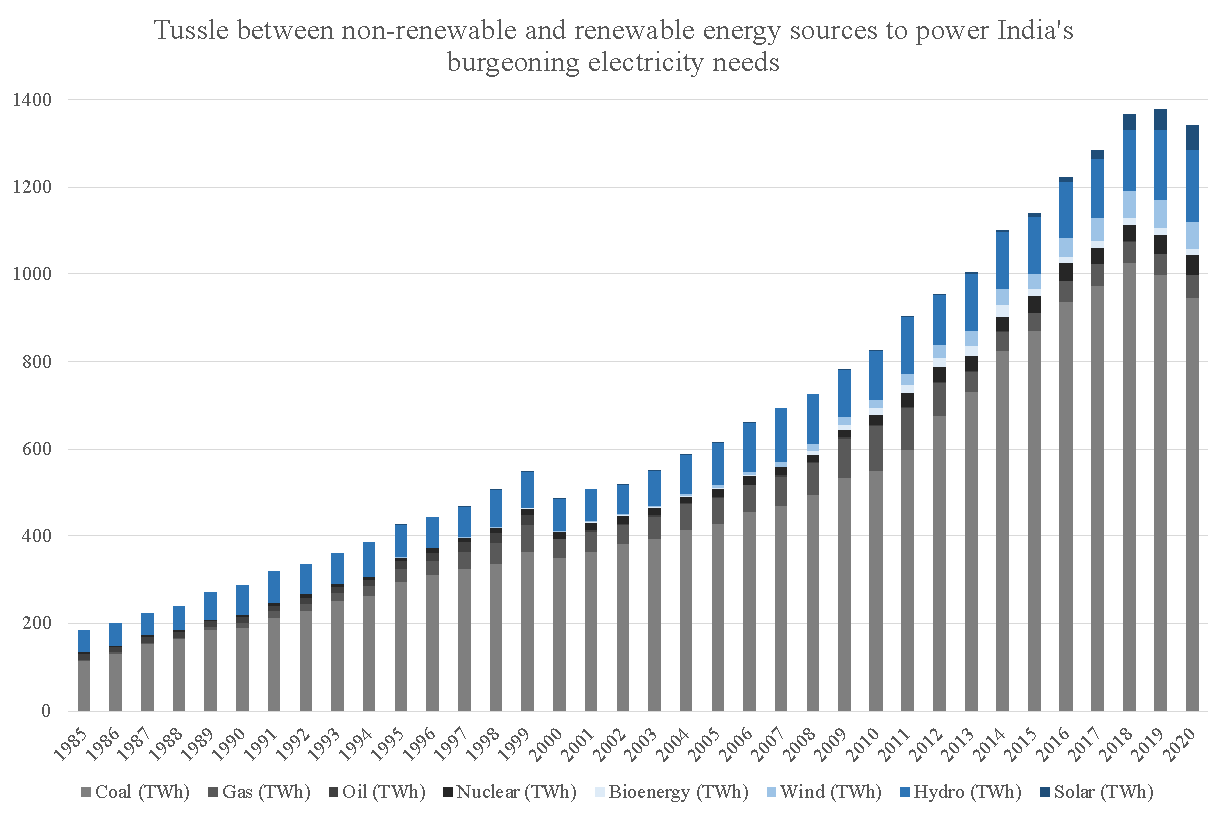 Tussle between non-renewable and renewable energy sources to power India's
burgeoning electricity needs
1400
1200
1000
800
600
400
200
0
1985 1986 1987 1988 1989 1990 1991 1992 1993 1994 1995 1996 1997 1998 1999 2000 2001 2002 2003 2004 2005 2006 2007 2008 2009 2010 2011 2012 2013 2014 2015 2016 2017 2018 2019 2020
Coal (TWh) Gas (TWh) Oil (TWh) Nuclear (TWh) Bioenergy (TWh) Wind (TWh) Hydro (TWh) Solar (TWh)